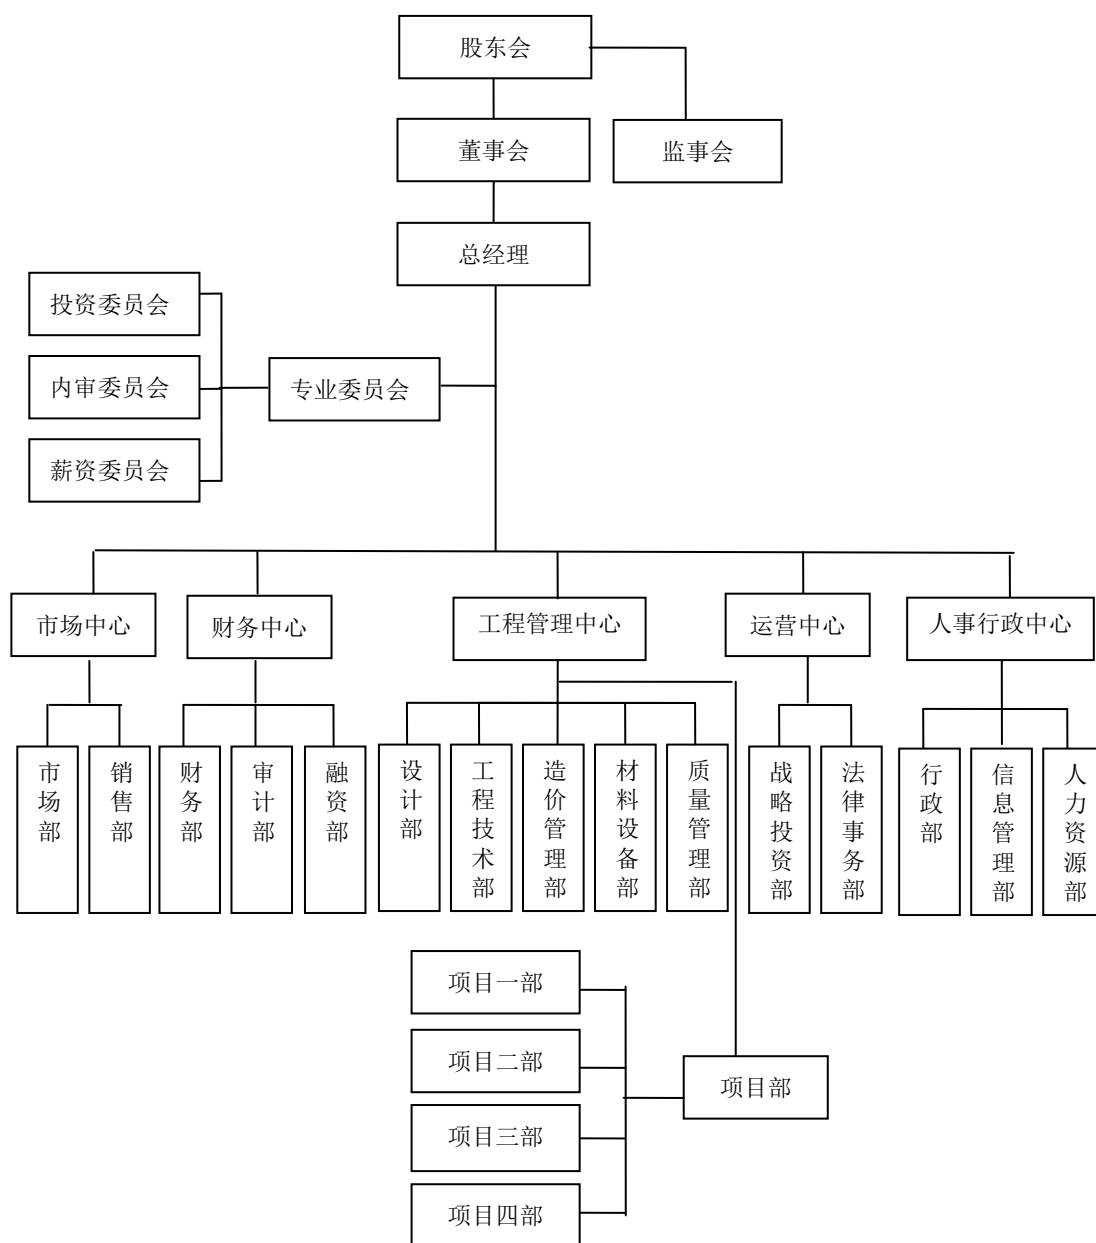 股东会
董事会
监事会
总经理
投资委员会
内审委员会
专业委员会
薪资委员会
市场中心
财务中心
工程管理中心
运营中心
人事行政中心
市场部
销售部
财务部
审计部
融资部
设计部
工程技术部
造价管理部
材料设备部
质量管理部
战略投资部
法律事务部
行政部
信息管理部
人力资源部
项目一部
项目二部
项目部
项目三部
项目四部